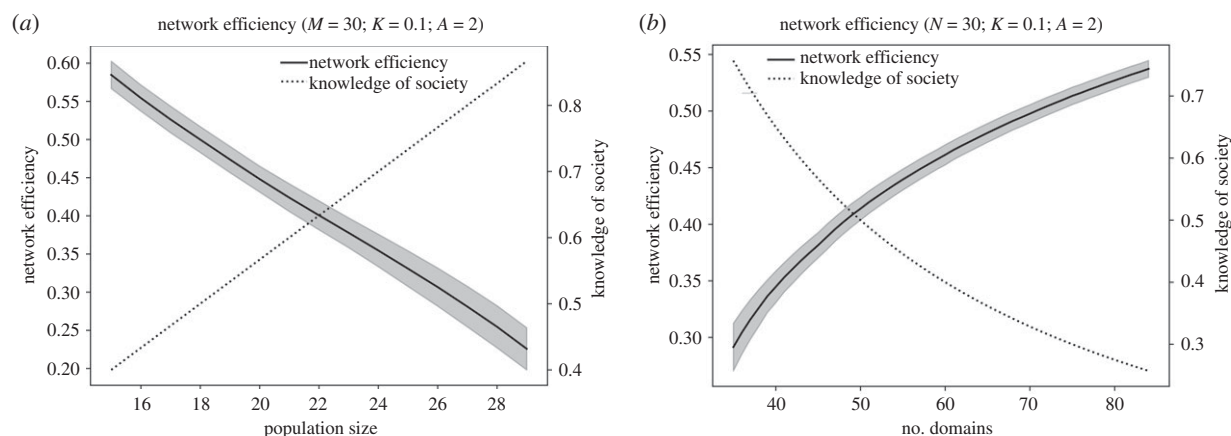 (a) network efficiency (M = 30; K = 0.1; A = 2)
network efficiency
knowledge of society
0.60
0.55
0.50
0.45
0.40
0.35
0.30
0.25
0.20
network efficiency
0.8
0.7
0.6
0.5
0.4
knowledge of society
16 18 20 22 24 26 28
population size
(b) network efficiency (N = 30; K = 0.1; A = 2)
network efficiency
knowledge of society
0.55
0.50
0.45
0.40
0.35
0.30
network efficiency
0.7
0.6
0.5
0.4
0.3
knowledge of society
40 50 60 70 80
no. domains